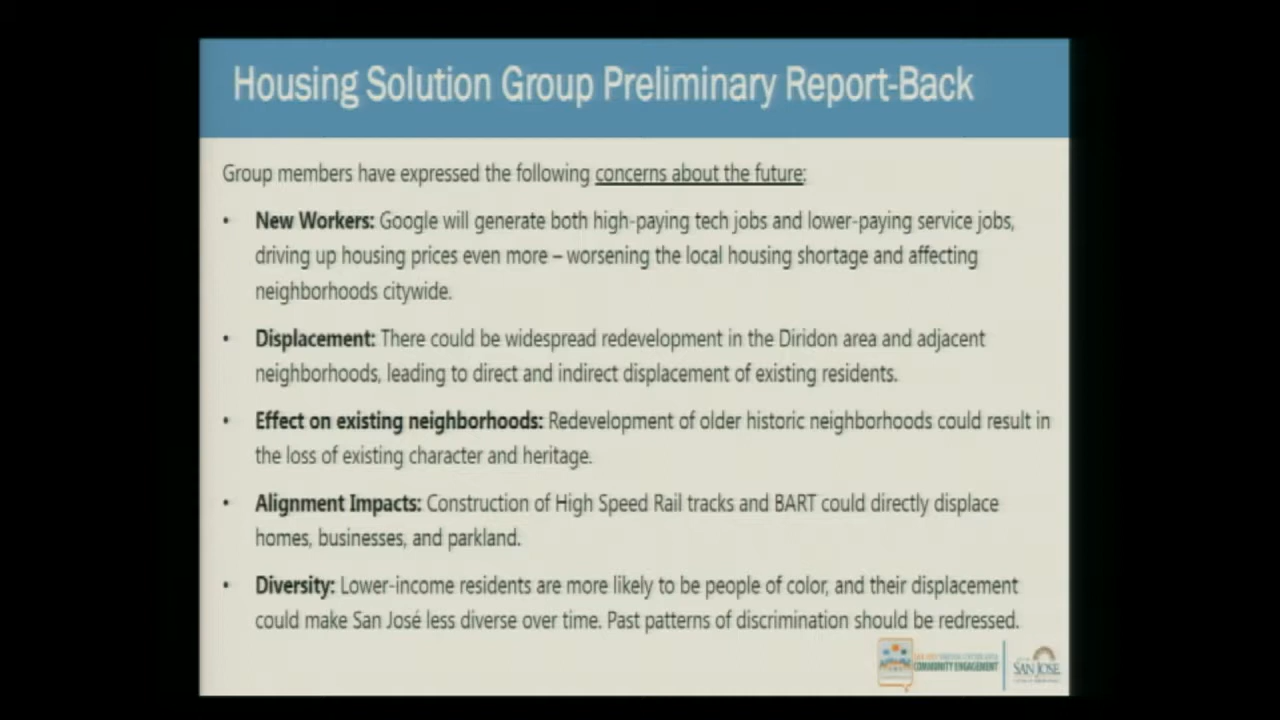 Housing Solution Group Preliminary Report-Back
Group members have expressed the following concerns about the future:
• New Workers: Google will generate both high-paying tech jobs and lower-paying service jobs,
driving up housing prices even more – worsening the local housing shortage and affecting
neighborhoods citywide.
• Displacement: There could be widespread redevelopment in the Diridon area and adjacent
neighborhoods, leading to direct and indirect displacement of existing residents.
• Effect on existing neighborhoods: Redevelopment of older historic neighborhoods could result in
the loss of existing character and heritage.
• Alignment Impacts: Construction of High Speed Rail tracks and BART could directly displace
homes, businesses, and parkland.
• Diversity: Lower-income residents are more likely to be people of color, and their displacement
could make San José less diverse over time. Past patterns of discrimination should be redressed.
COMMUNITY ENGAGEMENT
SAN JOSE